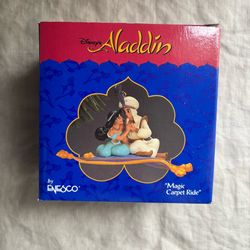 Disney's
Aladdin
By
ENESCO
"Magic
Carpet Ride"